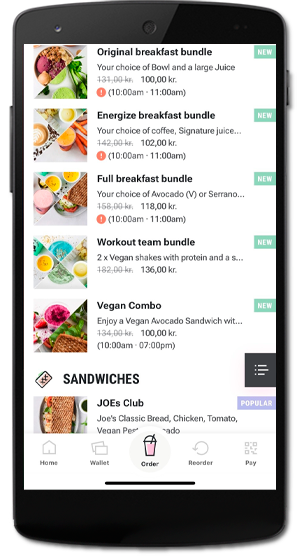 Original breakfast bundle
NEW
Your choice of Bowl and a large Juice
131,00 kr. 100,00 kr.
! (10:00am - 11:00am)
Energize breakfast bundle
NEW
Your choice of coffee, Signature juice...
142,00 kr. 102,00 kr.
! (10:00am - 11:00am)
Full breakfast bundle
NEW
Your choice of Avocado (V) or Serrano...
158,00 kr. 118,00 kr.
! (10:00am - 11:00am)
Workout team bundle
NEW
2 x Vegan shakes with protein and a s...
182,00 kr. 136,00 kr.
Vegan Combo
NEW
Enjoy a Vegan Avocado Sandwich wit...
134,00 kr. 100,00 kr.
(10:00am - 07:00pm)
SANDWICHES
JOEs Club
POPULAR
Joe's Classic Bread, Chicken, Tomato,
Vegan Pesto
Home
Wallet
Order
Reorder
Pay